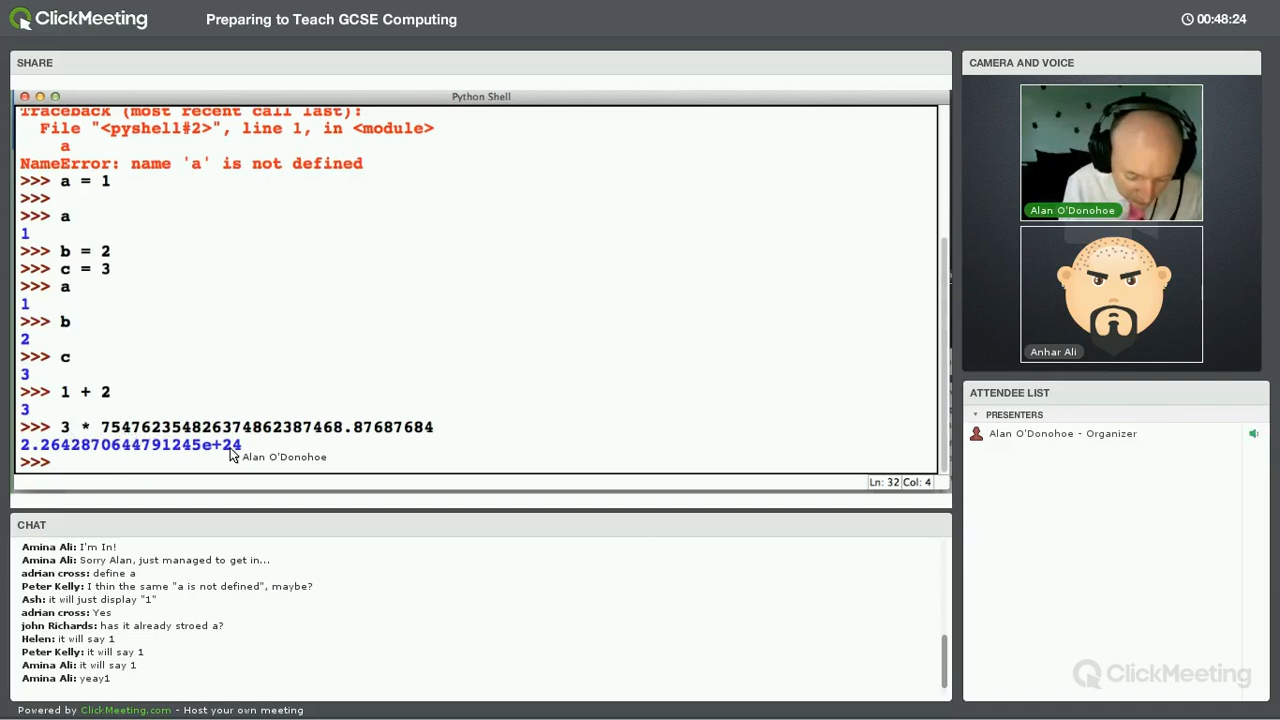 ClickMeeting
Preparing to Teach GCSE Computing
00:48:24
SHARE
Python Shell
Traceback (most recent call last):
File "<pyshell#2>", line 1, in <module>
a
NameError: name 'a' is not defined
>>> a = 1
>>>
>>> a
1
>>> b = 2
>>> c = 3
>>> a
1
>>> b
2
>>> c
3
>>> 1 + 2
3
>>> 3 * 754762354826374862387468.87687684
2.2642870644791245e+24
>>>
Alan O'Donohoe
Ln: 32 Col: 4
CHAT
Amina Ali: I'm In!
Amina Ali: Sorry Alan, just managed to get in...
adrian cross: define a
Peter Kelly: I thin the same "a is not defined", maybe?
Ash: it will just display "1"
adrian cross: Yes
john Richards: has it already stroed a?
Helen: it will say 1
Peter Kelly: it will say 1
Amina Ali: it will say 1
Amina Ali: yeay1
CAMERA AND VOICE
Alan O'Donohoe
Anhar Ali
ATTENDEE LIST
PRESENTERS
Alan O'Donohoe - Organizer
ClickMeeting
Powered by ClickMeeting.com - Host your own meeting